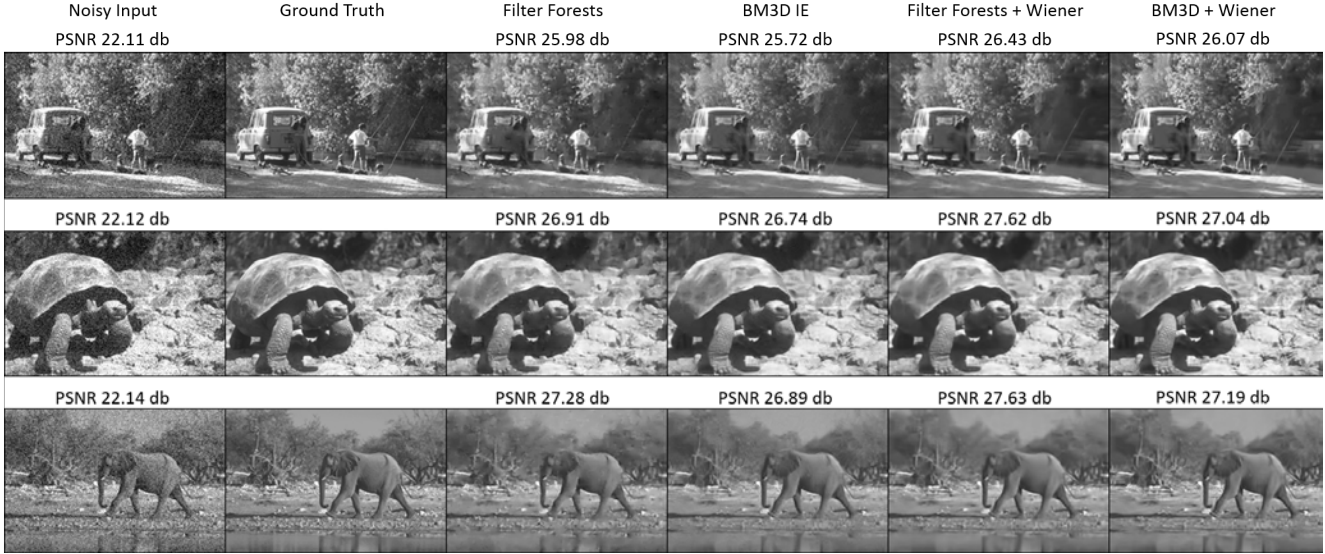 Noisy Input Ground Truth Filter Forests BM3D IE Filter Forests + Wiener BM3D + Wiener
PSNR 22.11 db PSNR 25.98 db PSNR 25.72 db PSNR 26.43 db PSNR 26.07 db
PSNR 22.12 db PSNR 26.91 db PSNR 26.74 db PSNR 27.62 db PSNR 27.04 db
PSNR 22.14 db PSNR 27.28 db PSNR 26.89 db PSNR 27.63 db PSNR 27.19 db